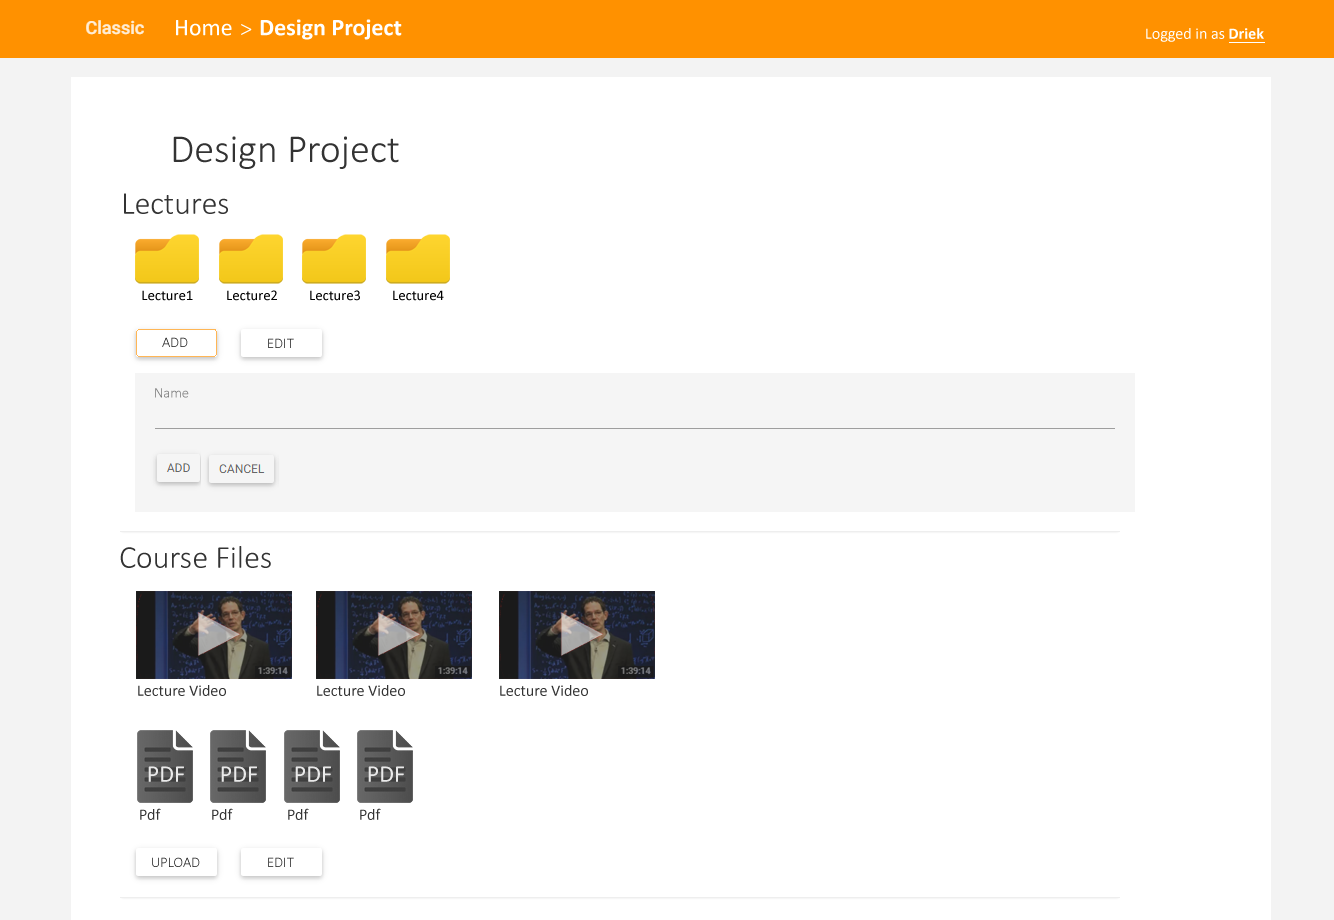 Classic Home > Design Project
Logged in as Driek
Design Project
Lectures
Lecture1 Lecture2 Lecture3 Lecture4
ADD EDIT
Name
ADD CANCEL
Course Files
1:39:14 1:39:14 1:39:14
Lecture Video Lecture Video Lecture Video
PDF PDF PDF PDF
Pdf Pdf Pdf Pdf
UPLOAD EDIT